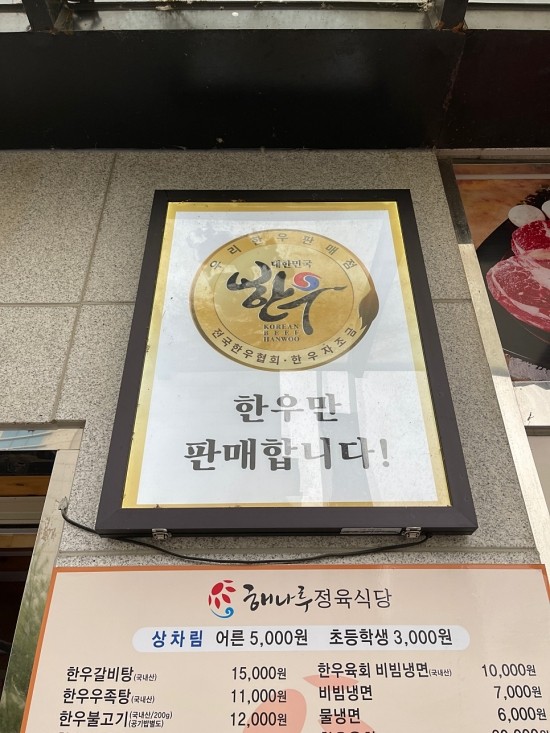 우리한우판매점
대한민국
한우
KOREAN
BEEF
HANWOO
전국한우협회·한우자조금
한우만
판매합니다!
해나루정육식당
상차림 어른 5,000원 초등학생 3,000원
한우갈비탕(국내산) 15,000원
한우우족탕(국내산) 11,000원
한우불고기(국내산/200g)(공기밥별도) 12,000원
한우육회 비빔냉면(국내산) 10,000원
비빔냉면 7,000원
물냉면 6,000원